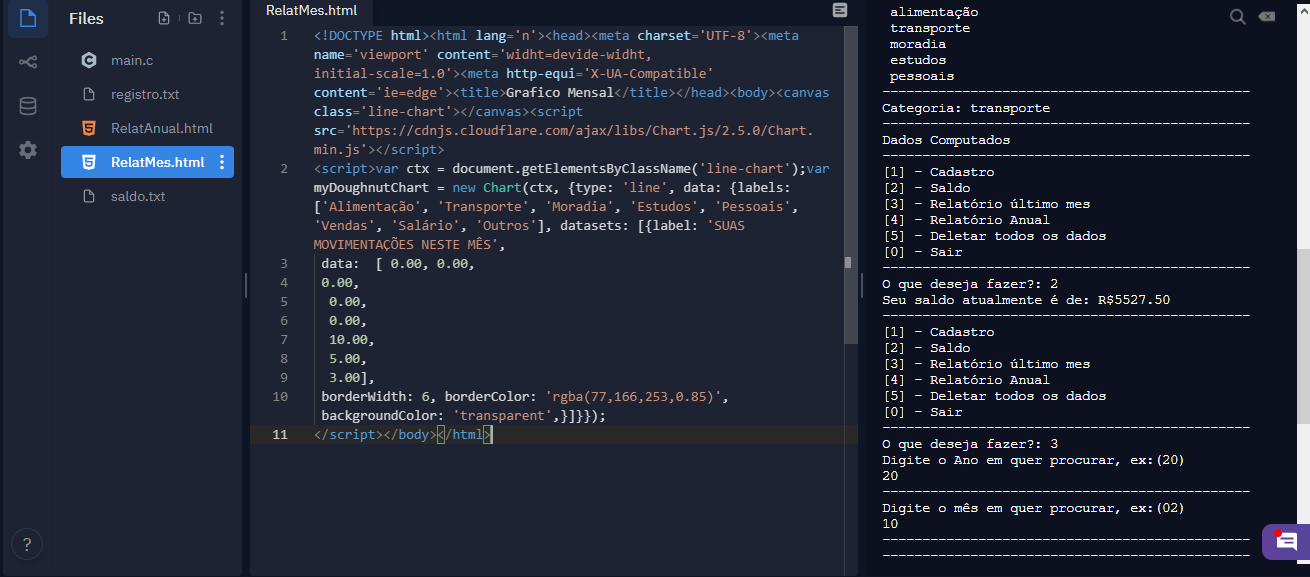 Files
main.c
registro.txt
RelatAnual.html
RelatMes.html
saldo.txt
?
RelatMes.html
1 <!DOCTYPE html><html lang='n'><head><meta charset='UTF-8'><meta
name='viewport' content='widht=devide-widht,
initial-scale=1.0'><meta http-equi='X-UA-Compatible'
content='ie=edge'><title>Grafico Mensal</title></head><body><canvas
class='line-chart'></canvas><script
src='https://cdnjs.cloudflare.com/ajax/libs/Chart.js/2.5.0/Chart.
min.js'></script>
2 <script>var ctx = document.getElementsByClassName('line-chart');var
myDoughnutChart = new Chart(ctx, {type: 'line', data: {labels:
['Alimentação', 'Transporte', 'Moradia', 'Estudos', 'Pessoais',
'Vendas', 'Salário', 'Outros'], datasets: [{label: 'SUAS
MOVIMENTAÇÕES NESTE MÊS',
3 data:  [ 0.00, 0.00,
4 0.00,
5 0.00,
6 0.00,
7 10.00,
8 5.00,
9 3.00],
10 borderWidth: 6, borderColor: 'rgba(77,166,253,0.85)',
backgroundColor: 'transparent',}]}});
11 </script></body></html>
alimentação
transporte
moradia
estudos
pessoais
----------------------------------------------
Categoria: transporte
----------------------------------------------
Dados Computados
----------------------------------------------
[1] - Cadastro
[2] - Saldo
[3] - Relatório último mes
[4] - Relatório Anual
[5] - Deletar todos os dados
[0] - Sair
----------------------------------------------
O que deseja fazer?: 2
Seu saldo atualmente é de: R$5527.50
----------------------------------------------
[1] - Cadastro
[2] - Saldo
[3] - Relatório último mes
[4] - Relatório Anual
[5] - Deletar todos os dados
[0] - Sair
----------------------------------------------
O que deseja fazer?: 3
Digite o Ano em quer procurar, ex:(20)
20
----------------------------------------------
Digite o mês em quer procurar, ex:(02)
10
----------------------------------------------
----------------------------------------------